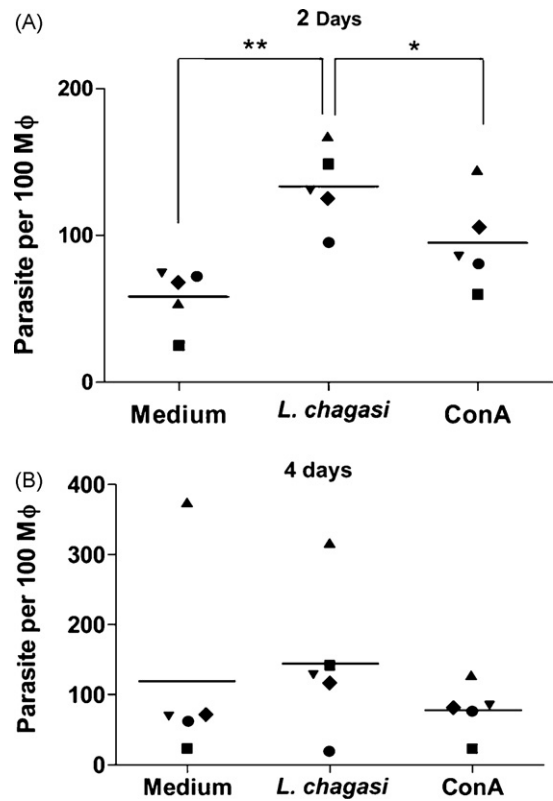 (A)
2 Days
**
*
Parasite per 100 Mϕ
200
100
0
Medium
L. chagasi
ConA
(B)
4 days
Parasite per 100 Mϕ
400
300
200
100
0
Medium
L. chagasi
ConA